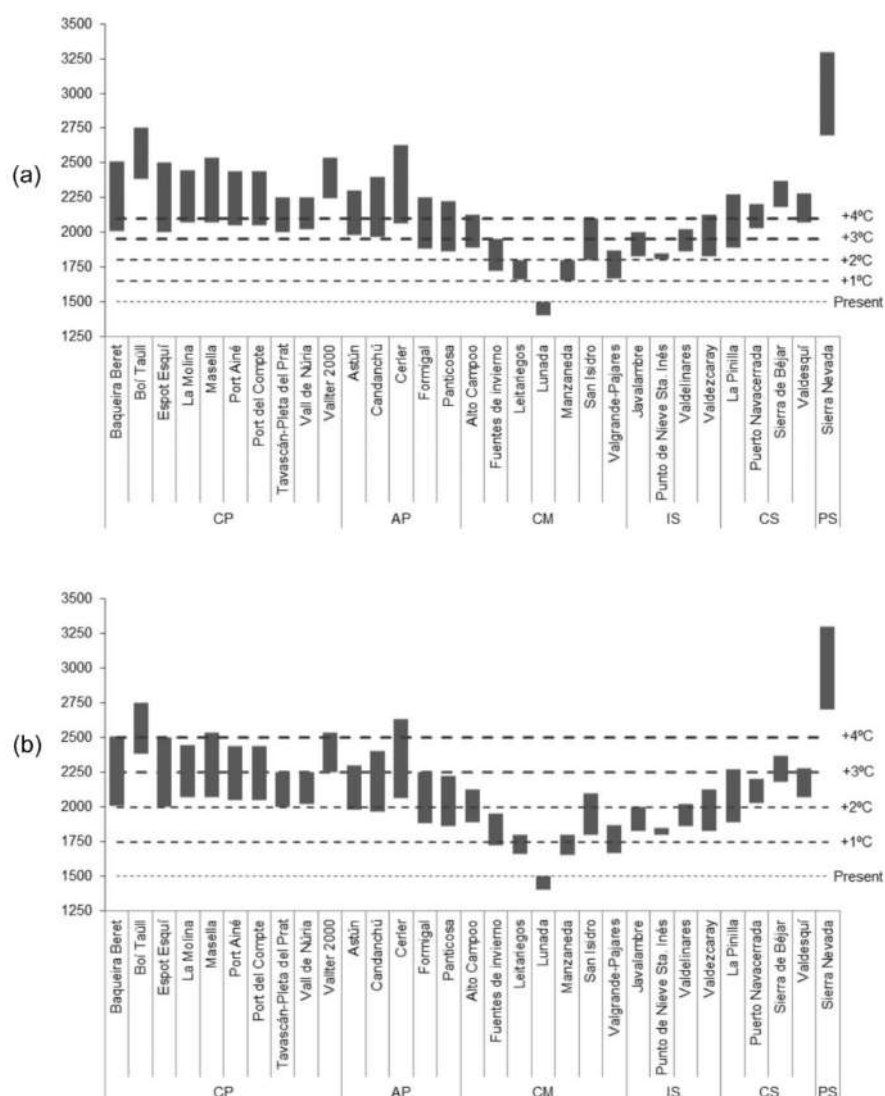 (a)
3500
3250
3000
2750
2500
2250
2000
1750
1500
1250
+4ºC
+3ºC
+2ºC
+1ºC
Present
Baqueira Beret
Boí Taüll
Espot Esquí
La Molina
Masella
Port Ainé
Port del Compte
Tavascán-Pleta del Prat
Vall de Núria
Vallter 2000
Astún
Candanchú
Cerler
Formigal
Panticosa
Alto Campoo
Fuentes de invierno
Leitariegos
Lunada
Manzaneda
San Isidro
Valgrande-Pajares
Javalambre
Punto de Nieve Sta. Inés
Valdelinares
Valdezcaray
La Pinilla
Puerto Navacerrada
Sierra de Béjar
Valdesquí
Sierra Nevada
CP AP CM IS CS PS
(b)
3500
3250
3000
2750
2500
2250
2000
1750
1500
1250
+4ºC
+3ºC
+2ºC
+1ºC
Present
Baqueira Beret
Boí Taüll
Espot Esquí
La Molina
Masella
Port Ainé
Port del Compte
Tavascán-Pleta del Prat
Vall de Núria
Vallter 2000
Astún
Candanchú
Cerler
Formigal
Panticosa
Alto Campoo
Fuentes de invierno
Leitariegos
Lunada
Manzaneda
San Isidro
Valgrande-Pajares
Javalambre
Punto de Nieve Sta. Inés
Valdelinares
Valdezcaray
La Pinilla
Puerto Navacerrada
Sierra de Béjar
Valdesquí
Sierra Nevada
CP AP CM IS CS PS